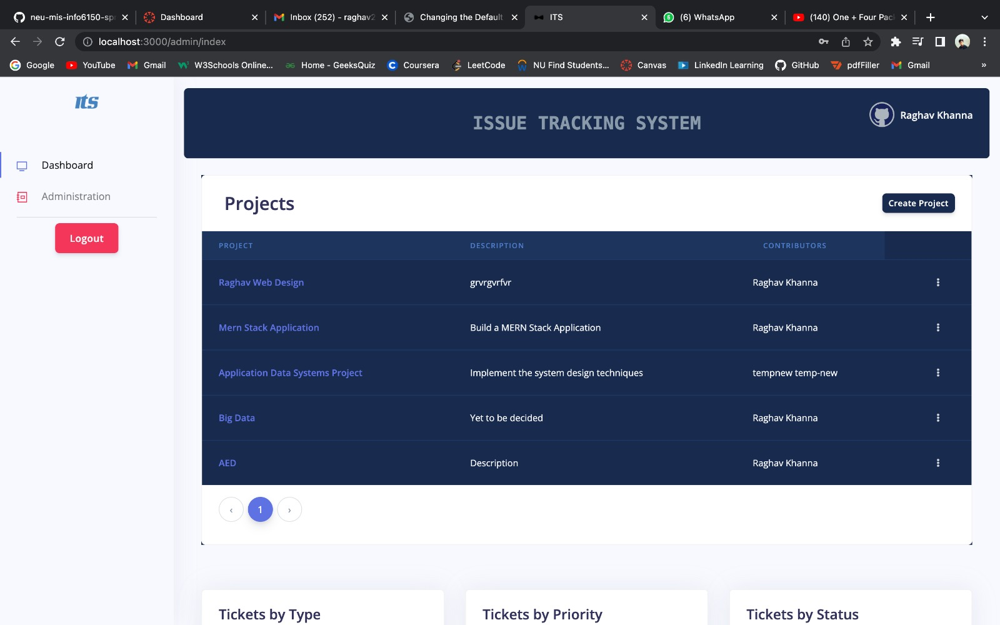 neu-mis-info6150-spr
Dashboard
Inbox (252) - raghav2
Changing the Default
ITS
(6) WhatsApp
(140) One + Four Pac
localhost:3000/admin/index
Google
YouTube
Gmail
W3Schools Online...
Home - GeeksQuiz
Coursera
LeetCode
NU Find Students...
Canvas
LinkedIn Learning
GitHub
pdfFiller
Gmail
»
ITS
ISSUE TRACKING SYSTEM
Raghav Khanna
Dashboard
Administration
Logout
Projects
Create Project
PROJECT DESCRIPTION CONTRIBUTORS
Raghav Web Design grvrgvrfvr Raghav Khanna
Mern Stack Application Build a MERN Stack Application Raghav Khanna
Application Data Systems Project Implement the system design techniques tempnew temp-new
Big Data Yet to be decided Raghav Khanna
AED Description Raghav Khanna
‹ 1 ›
Tickets by Type
Tickets by Priority
Tickets by Status